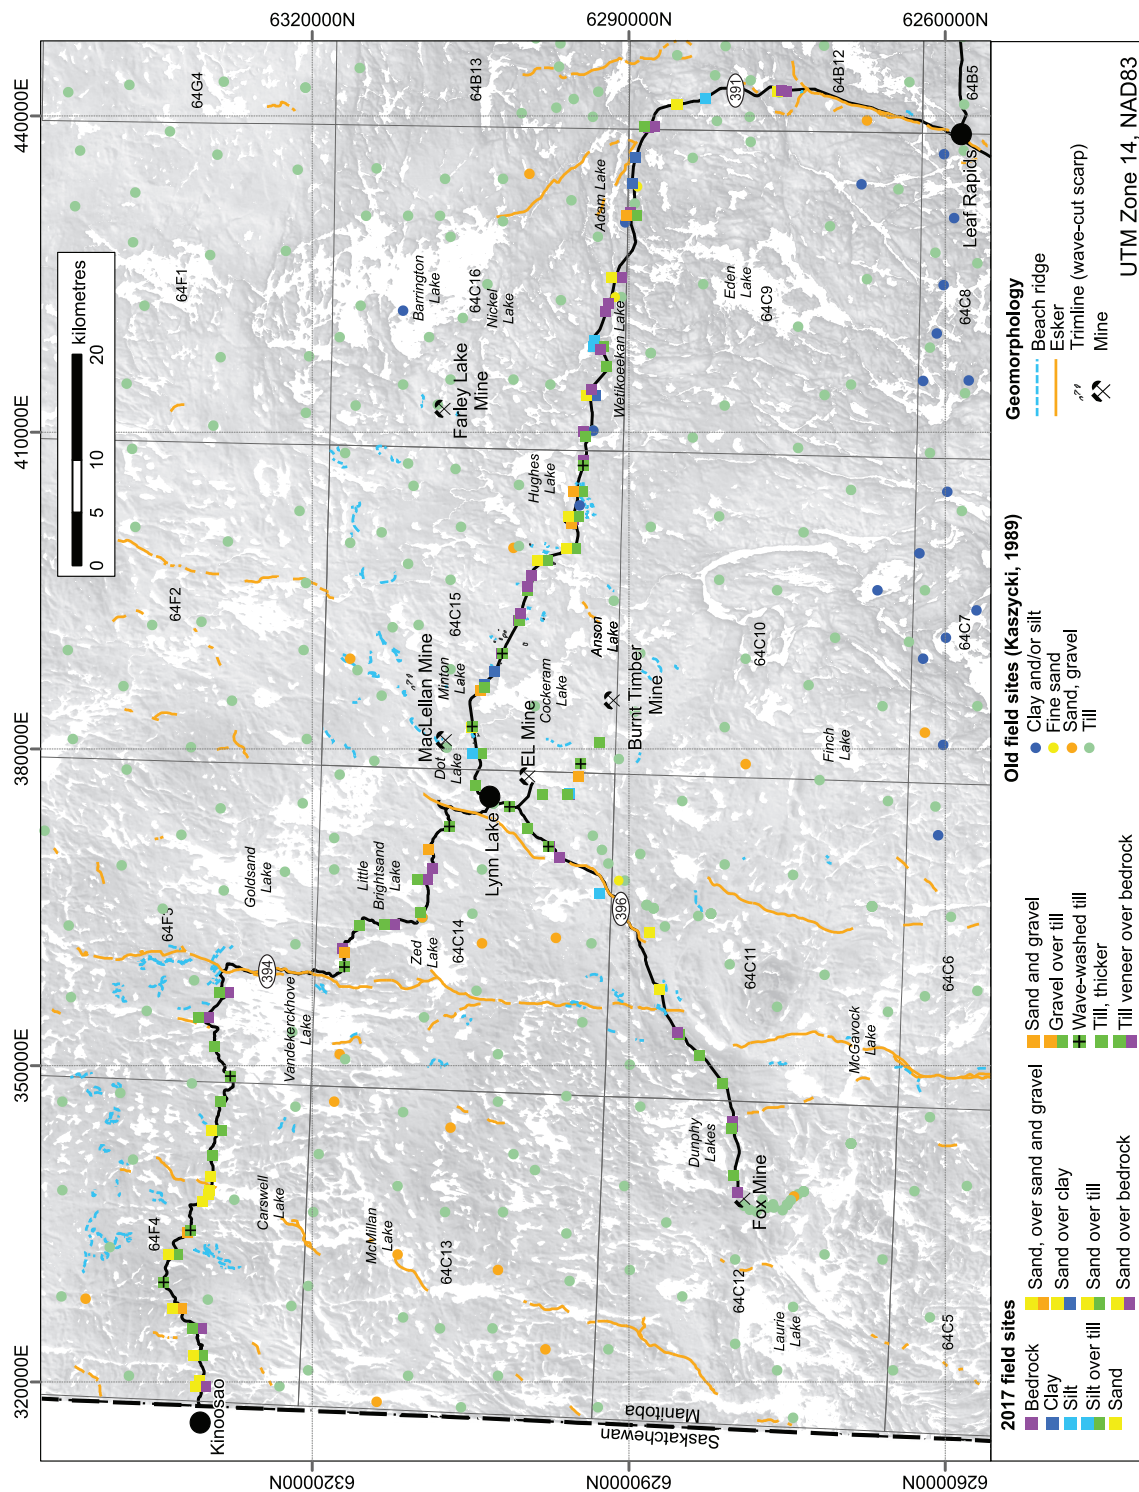 6320000N
6290000N
6260000N
440000E
410000E
380000E
350000E
320000E
6320000N
6290000N
6260000N
0
5
10
20
kilometres
64G4
64B13
64B12
64B5
64F1
64C16
64C9
64C8
64F2
64C15
64C10
64C7
64F3
64C14
64C11
64C6
64F4
64C13
64C12
64C5
391
394
396
Adam Lake
Barrington
Lake
Nickel
Lake
Eden
Lake
Leaf Rapids
Farley Lake
Mine
Wetikoeekan Lake
Hughes
Lake
MacLellan Mine
Minton
Lake
Dot
Lake
Cockeram
Lake
Anson
Lake
EL Mine
Burnt Timber
Mine
Finch
Lake
Lynn Lake
Goldsand
Lake
Little
Brightsand
Lake
Zed
Lake
Vandekerckhove
Lake
McGavock
Lake
Dunphy
Lakes
Fox Mine
Carswell
Lake
McMillan
Lake
Laurie
Lake
Kinoosao
Manitoba
Saskatchewan
2017 field sites
Bedrock
Clay
Silt
Silt over till
Sand
Sand, over sand and gravel
Sand over clay
Sand over till
Sand over bedrock
Sand and gravel
Gravel over till
Wave-washed till
Till, thicker
Till veneer over bedrock
Old field sites (Kaszycki, 1989)
Clay and/or silt
Fine sand
Sand, gravel
Till
Geomorphology
Beach ridge
Esker
Trimline (wave-cut scarp)
Mine
UTM Zone 14, NAD83